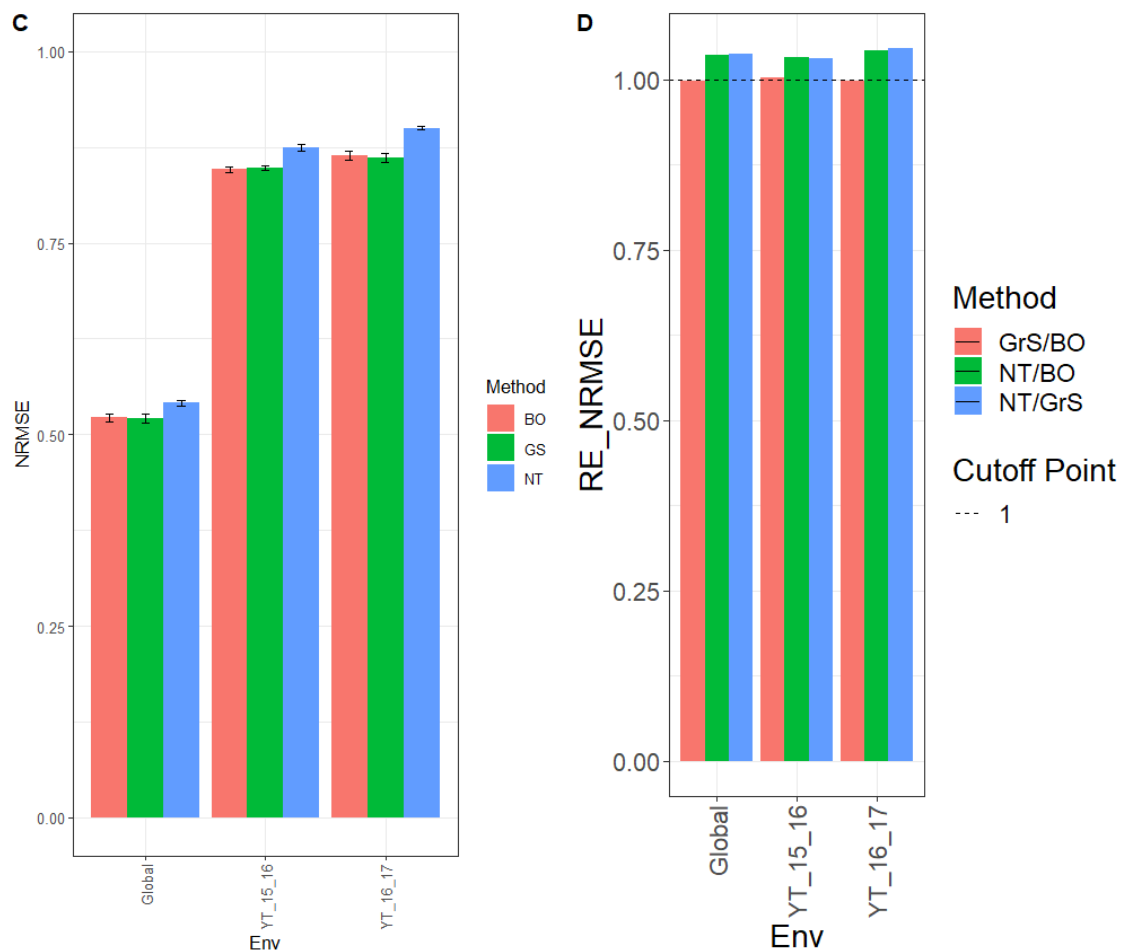 C
1.00
0.75
0.50
0.25
0.00
NRMSE
Global
YT_15_16
YT_16_17
Env
Method
BO
GS
NT
D
1.00
0.75
0.50
0.25
0.00
RE_NRMSE
Global
YT_15_16
YT_16_17
Env
Method
GrS/BO
NT/BO
NT/GrS
Cutoff Point
1